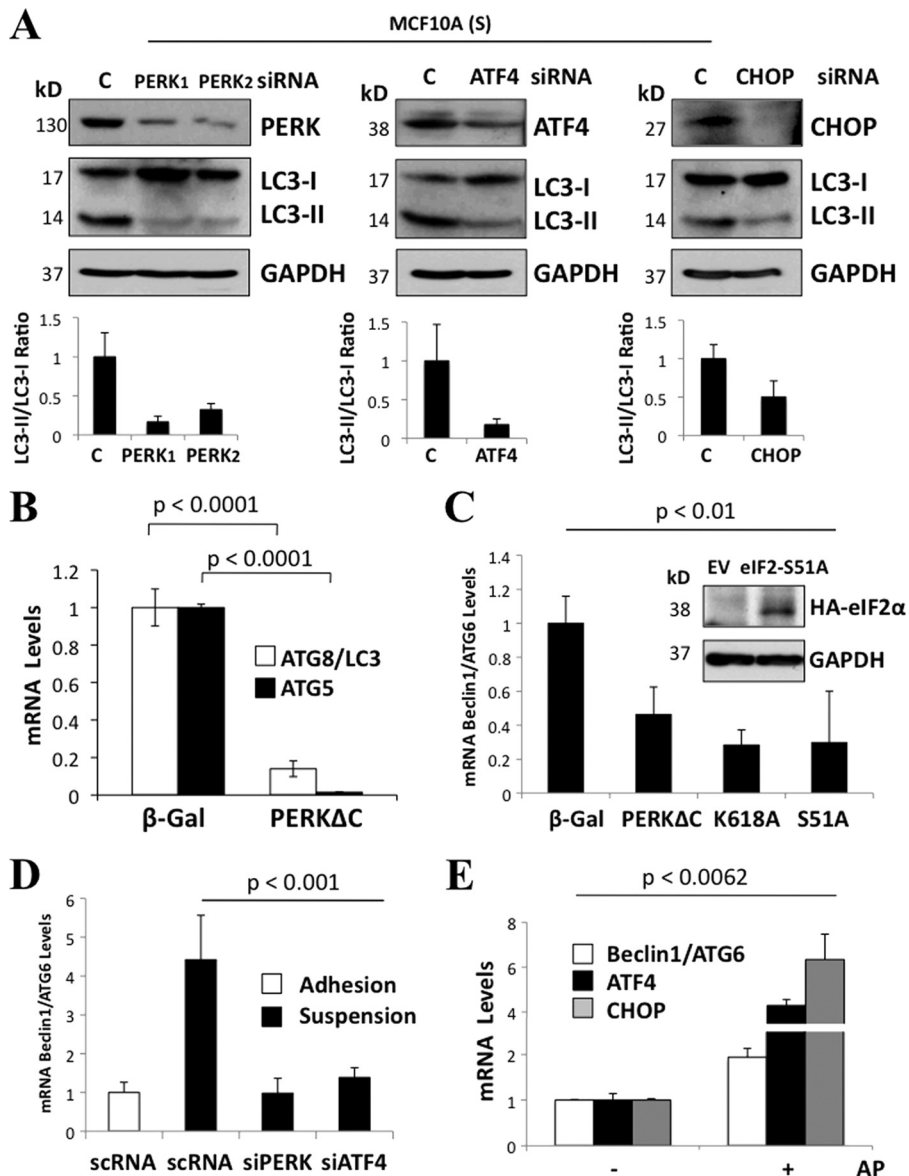 A
MCF10A (S)
kD C PERK1 PERK2 siRNA
130 PERK
17 LC3-I
14 LC3-II
37 GAPDH
kD C ATF4 siRNA
38 ATF4
17 LC3-I
14 LC3-II
37 GAPDH
kD C CHOP siRNA
27 CHOP
17 LC3-I
14 LC3-II
37 GAPDH
LC3-II/LC3-I Ratio
1.5
1
0.5
0
C PERK1 PERK2
LC3-II/LC3-I Ratio
1.5
1
0.5
0
C ATF4
LC3-II/LC3-I Ratio
1.5
1
0.5
0
C CHOP
B
p < 0.0001
p < 0.0001
mRNA Levels
1.2
1
0.8
0.6
0.4
0.2
0
ATG8/LC3
ATG5
β-Gal PERKΔC
C
p < 0.01
mRNA Beclin1/ATG6 Levels
1.4
1.2
1.0
0.8
0.6
0.4
0.2
0
EV eIF2-S51A
kD
38 HA-eIF2α
37 GAPDH
β-Gal PERKΔC K618A S51A
D
p < 0.001
mRNA Beclin1/ATG6 Levels
6
5
4
3
2
1
0
Adhesion
Suspension
scRNA scRNA siPERK siATF4
E
p < 0.0062
mRNA Levels
8
6
2
1
0
Beclin1/ATG6
ATF4
CHOP
- + AP